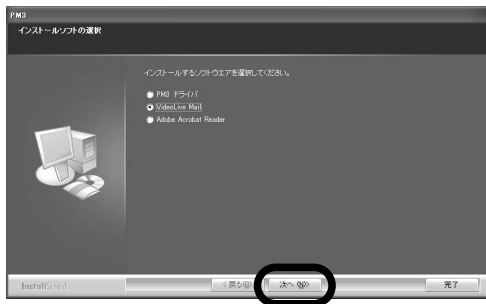 PM3
インストールソフトの選択
インストールするソフトウエアを選択してください。
PM3 ドライバ
VideoLive Mail
Adobe Acrobat Reader
InstallShield
< 戻る(B)
次へ (N)>
完了